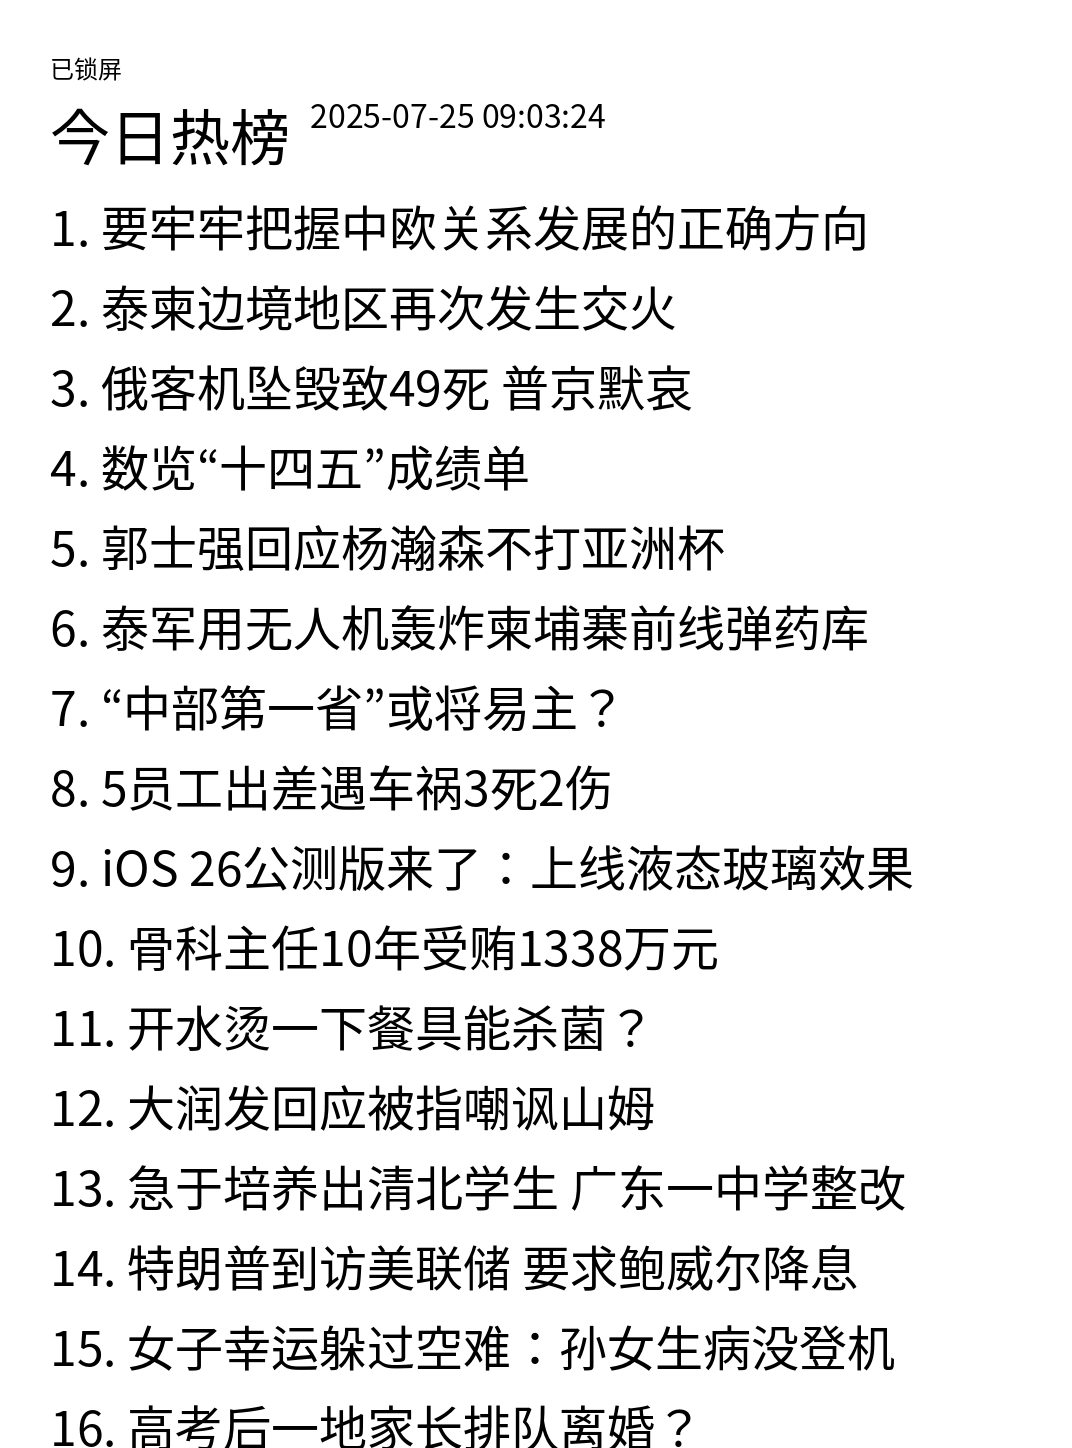 已锁屏
今日热榜 2025-07-25 09:03:24
1. 要牢牢把握中欧关系发展的正确方向
2. 泰柬边境地区再次发生交火
3. 俄客机坠毁致49死 普京默哀
4. 数览“十四五”成绩单
5. 郭士强回应杨瀚森不打亚洲杯
6. 泰军用无人机轰炸柬埔寨前线弹药库
7. “中部第一省”或将易主？
8. 5员工出差遇车祸3死2伤
9. iOS 26公测版来了：上线液态玻璃效果
10. 骨科主任10年受贿1338万元
11. 开水烫一下餐具能杀菌？
12. 大润发回应被指嘲讽山姆
13. 急于培养出清北学生 广东一中学整改
14. 特朗普到访美联储 要求鲍威尔降息
15. 女子幸运躲过空难：孙女生病没登机
16. 高考后一地家长排队离婚？